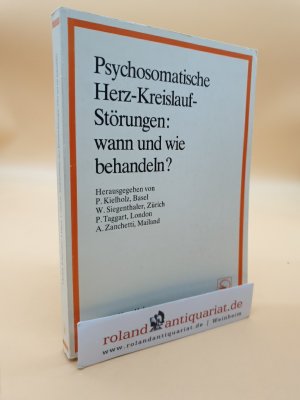 Psychosomatische
Herz-Kreislauf-
Störungen:
wann und wie
behandeln?
Herausgegeben von
P. Kielholz, Basel
W. Siegenthaler, Zürich
P. Taggart, London
A. Zanchetti, Mailand
roland antiquariat.de
www.rolandantiquariat.de | Weinheim